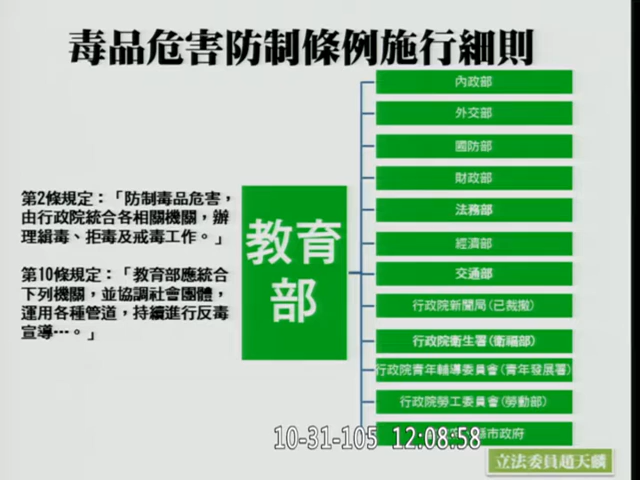 毒品危害防制條例施行細則
第2條規定：「防制毒品危害，
由行政院統合各相關機關，辦
理緝毒、拒毒及戒毒工作。」
第10條規定：「教育部應統合
下列機關，並協調社會團體，
運用各種管道，持續進行反毒
宣導…。」
教育
部
內政部
外交部
國防部
財政部
法務部
經濟部
交通部
行政院新聞局(已裁撤)
行政院衛生署(衛福部)
行政院青年輔導委員會(青年發展署)
行政院勞工委員會(勞動部)
縣市政府
10-31-105 12:08:58
立法委員趙天麟